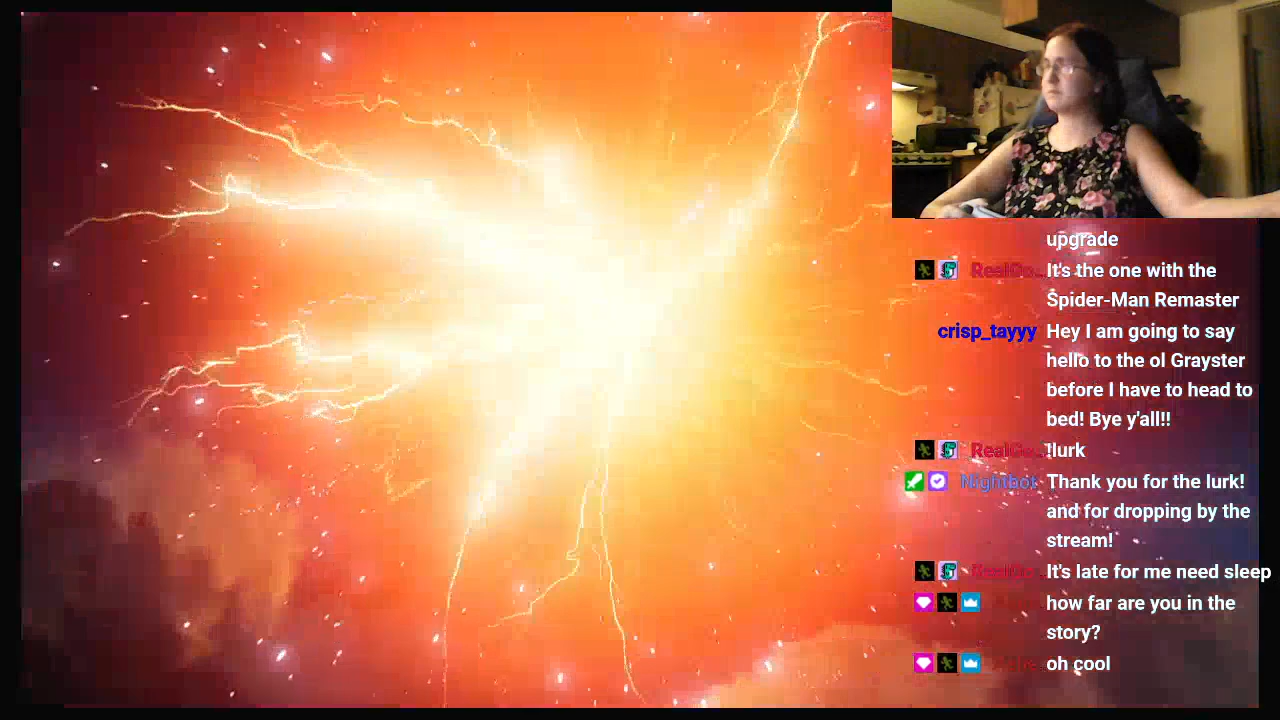 upgrade
It's the one with the
Spider-Man Remaster
crisp_tayyy Hey I am going to say
hello to the ol Grayster
before I have to head to
bed! Bye y'all!!
!lurk
Nightbot Thank you for the lurk!
and for dropping by the
stream!
It's late for me need sleep
how far are you in the
story?
oh cool